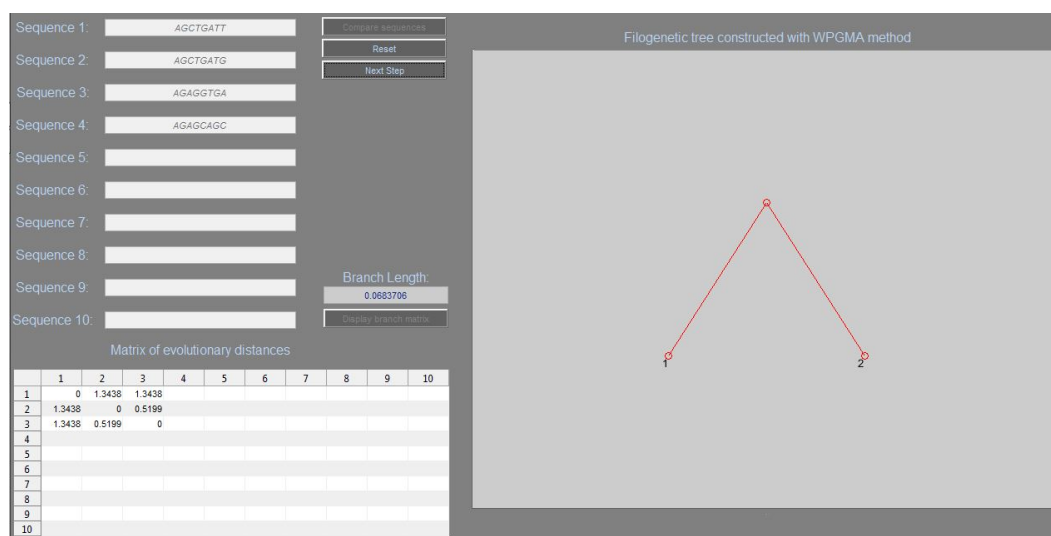 Sequence 1: AGCTGATT
Sequence 2: AGCTGATG
Sequence 3: AGAGGTGA
Sequence 4: AGAGCAGC
Sequence 5:
Sequence 6:
Sequence 7:
Sequence 8:
Sequence 9:
Sequence 10:
Compare sequences
Reset
Next Step
Branch Length:
0.0683706
Display branch matrix
Matrix of evolutionary distances
1 2 3 4 5 6 7 8 9 10
1 0 1.3438 1.3438
2 1.3438 0 0.5199
3 1.3438 0.5199 0
4
5
6
7
8
9
10
Filogenetic tree constructed with WPGMA method
1 2